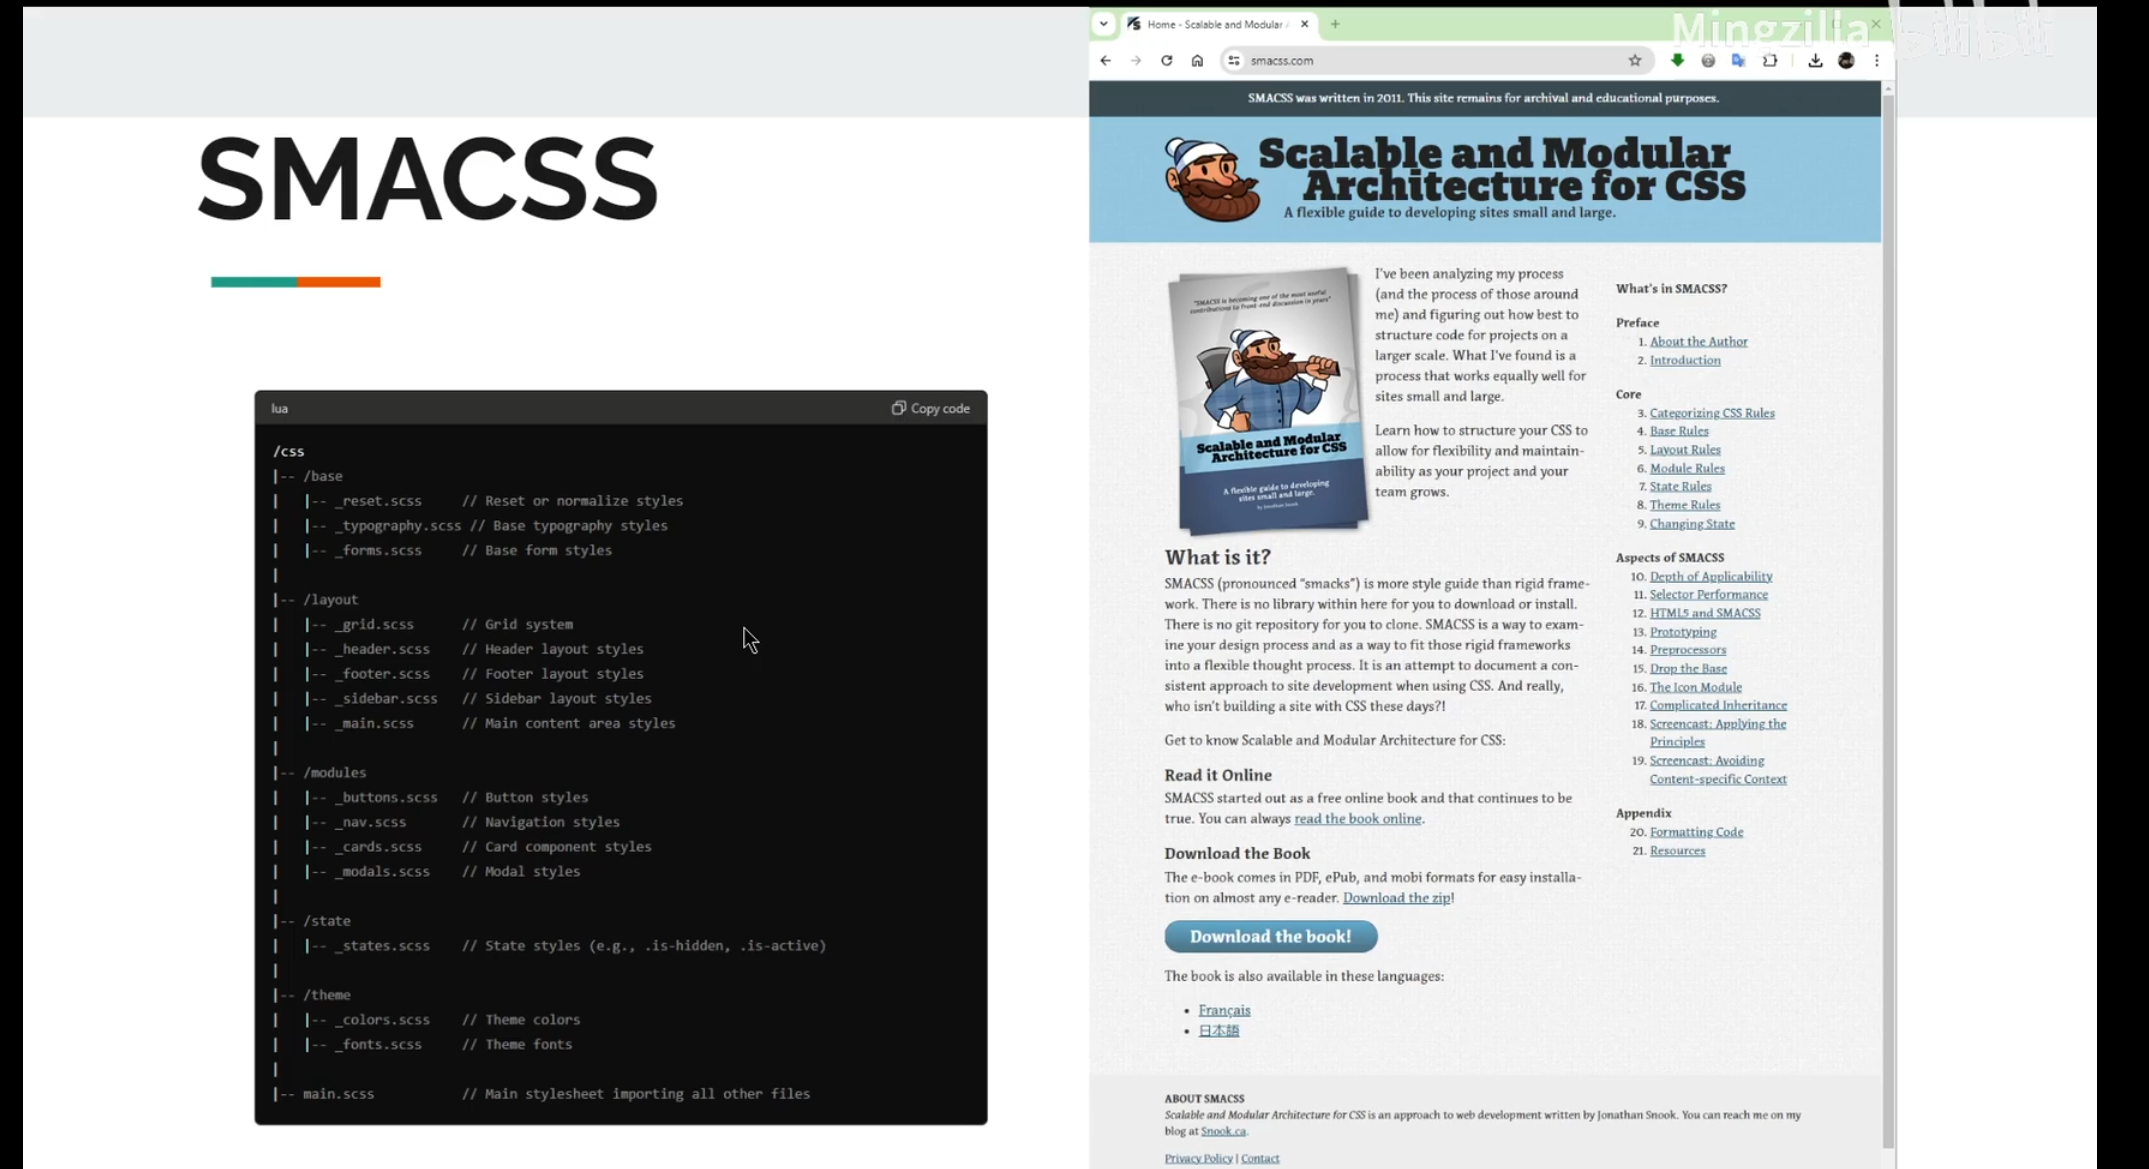 SMACSS
lua
Copy code
/css
|-- /base
|   |-- _reset.scss     // Reset or normalize styles
|   |-- _typography.scss // Base typography styles
|   |-- _forms.scss     // Base form styles
|
|-- /layout
|   |-- _grid.scss      // Grid system
|   |-- _header.scss    // Header layout styles
|   |-- _footer.scss    // Footer layout styles
|   |-- _sidebar.scss   // Sidebar layout styles
|   |-- _main.scss      // Main content area styles
|
|-- /modules
|   |-- _buttons.scss   // Button styles
|   |-- _nav.scss       // Navigation styles
|   |-- _cards.scss     // Card component styles
|   |-- _modals.scss    // Modal styles
|
|-- /state
|   |-- _states.scss    // State styles (e.g., .is-hidden, .is-active)
|
|-- /theme
|   |-- _colors.scss    // Theme colors
|   |-- _fonts.scss     // Theme fonts
|
|-- main.scss           // Main stylesheet importing all other files
Home - Scalable and Modular
Mingzilla bilibili
smacss.com
SMACSS was written in 2011. This site remains for archival and educational purposes.
Scalable and Modular
Architecture for CSS
A flexible guide to developing sites small and large.
"SMACSS is becoming one of the most useful
contributions to front-end discussion in years"
Scalable and Modular
Architecture for CSS
A flexible guide to developing
sites small and large.
by Jonathan Snook
I've been analyzing my process
(and the process of those around
me) and figuring out how best to
structure code for projects on a
larger scale. What I've found is a
process that works equally well for
sites small and large.
Learn how to structure your CSS to
allow for flexibility and maintain-
ability as your project and your
team grows.
What is it?
SMACSS (pronounced “smacks”) is more style guide than rigid frame-
work. There is no library within here for you to download or install.
There is no git repository for you to clone. SMACSS is a way to exam-
ine your design process and as a way to fit those rigid frameworks
into a flexible thought process. It is an attempt to document a con-
sistent approach to site development when using CSS. And really,
who isn't building a site with CSS these days?!
Get to know Scalable and Modular Architecture for CSS:
Read it Online
SMACSS started out as a free online book and that continues to be
true. You can always read the book online.
Download the Book
The e-book comes in PDF, ePub, and mobi formats for easy installa-
tion on almost any e-reader. Download the zip!
Download the book!
The book is also available in these languages:
• Français
• 日本語
What's in SMACSS?
Preface
1. About the Author
2. Introduction
Core
3. Categorizing CSS Rules
4. Base Rules
5. Layout Rules
6. Module Rules
7. State Rules
8. Theme Rules
9. Changing State
Aspects of SMACSS
10. Depth of Applicability
11. Selector Performance
12. HTML5 and SMACSS
13. Prototyping
14. Preprocessors
15. Drop the Base
16. The Icon Module
17. Complicated Inheritance
18. Screencast: Applying the
Principles
19. Screencast: Avoiding
Content-specific Context
Appendix
20. Formatting Code
21. Resources
ABOUT SMACSS
Scalable and Modular Architecture for CSS is an approach to web development written by Jonathan Snook. You can reach me on my
blog at Snook.ca.
Privacy Policy | Contact